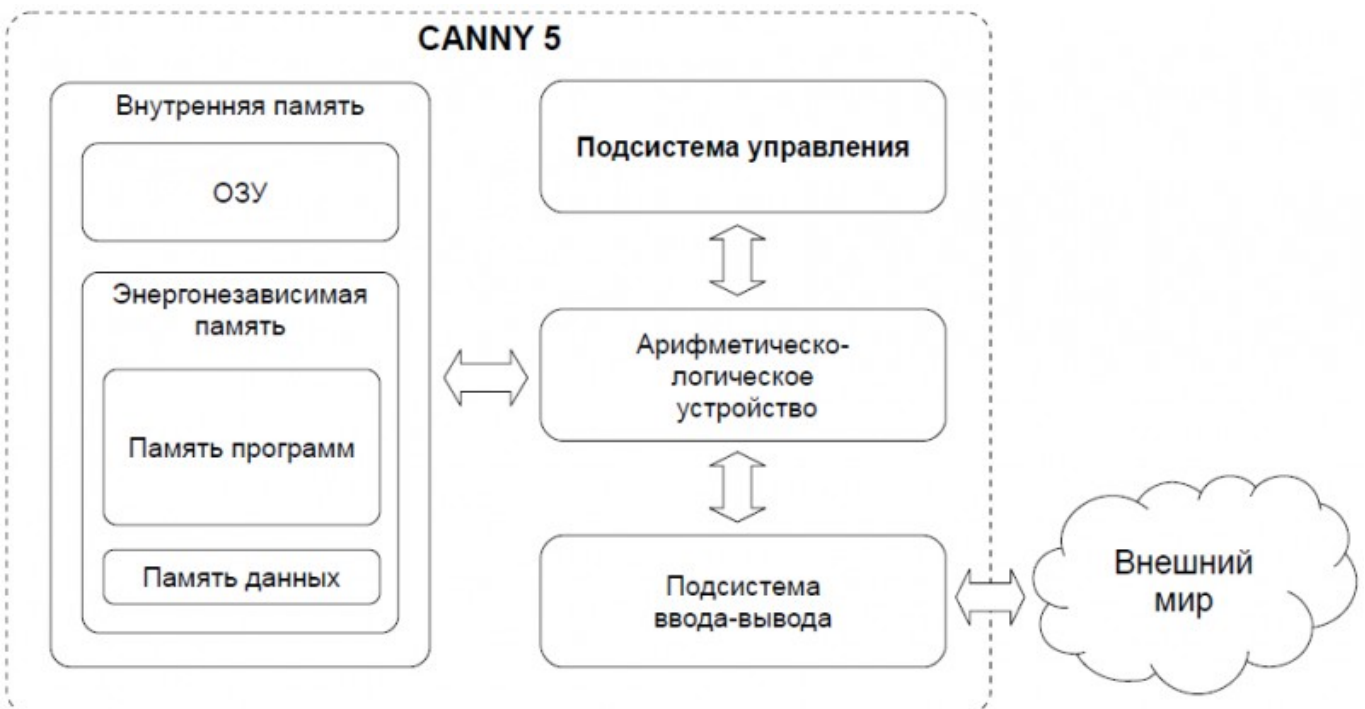 CANNY 5
Внутренняя память
ОЗУ
Энергонезависимая
память
Память программ
Память данных
Подсистема управления
Арифметическо-
логическое
устройство
Подсистема
ввода-вывода
Внешний
мир